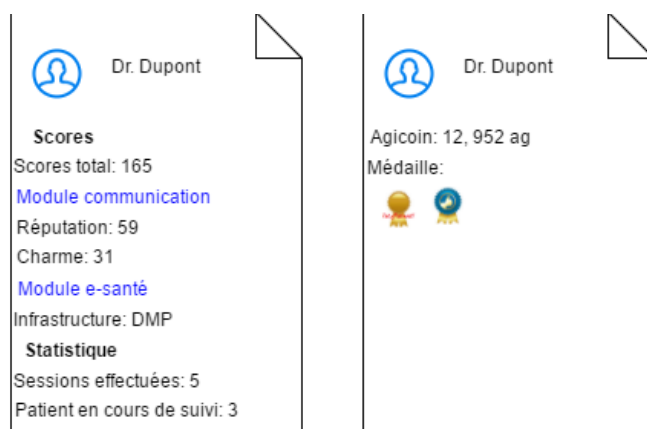 Dr. Dupont
Scores
Scores total: 165
Module communication
Réputation: 59
Charme: 31
Module e-santé
Infrastructure: DMP
Statistique
Sessions effectuées: 5
Patient en cours de suivi: 3
Dr. Dupont
Agicoin: 12, 952 ag
Médaille: